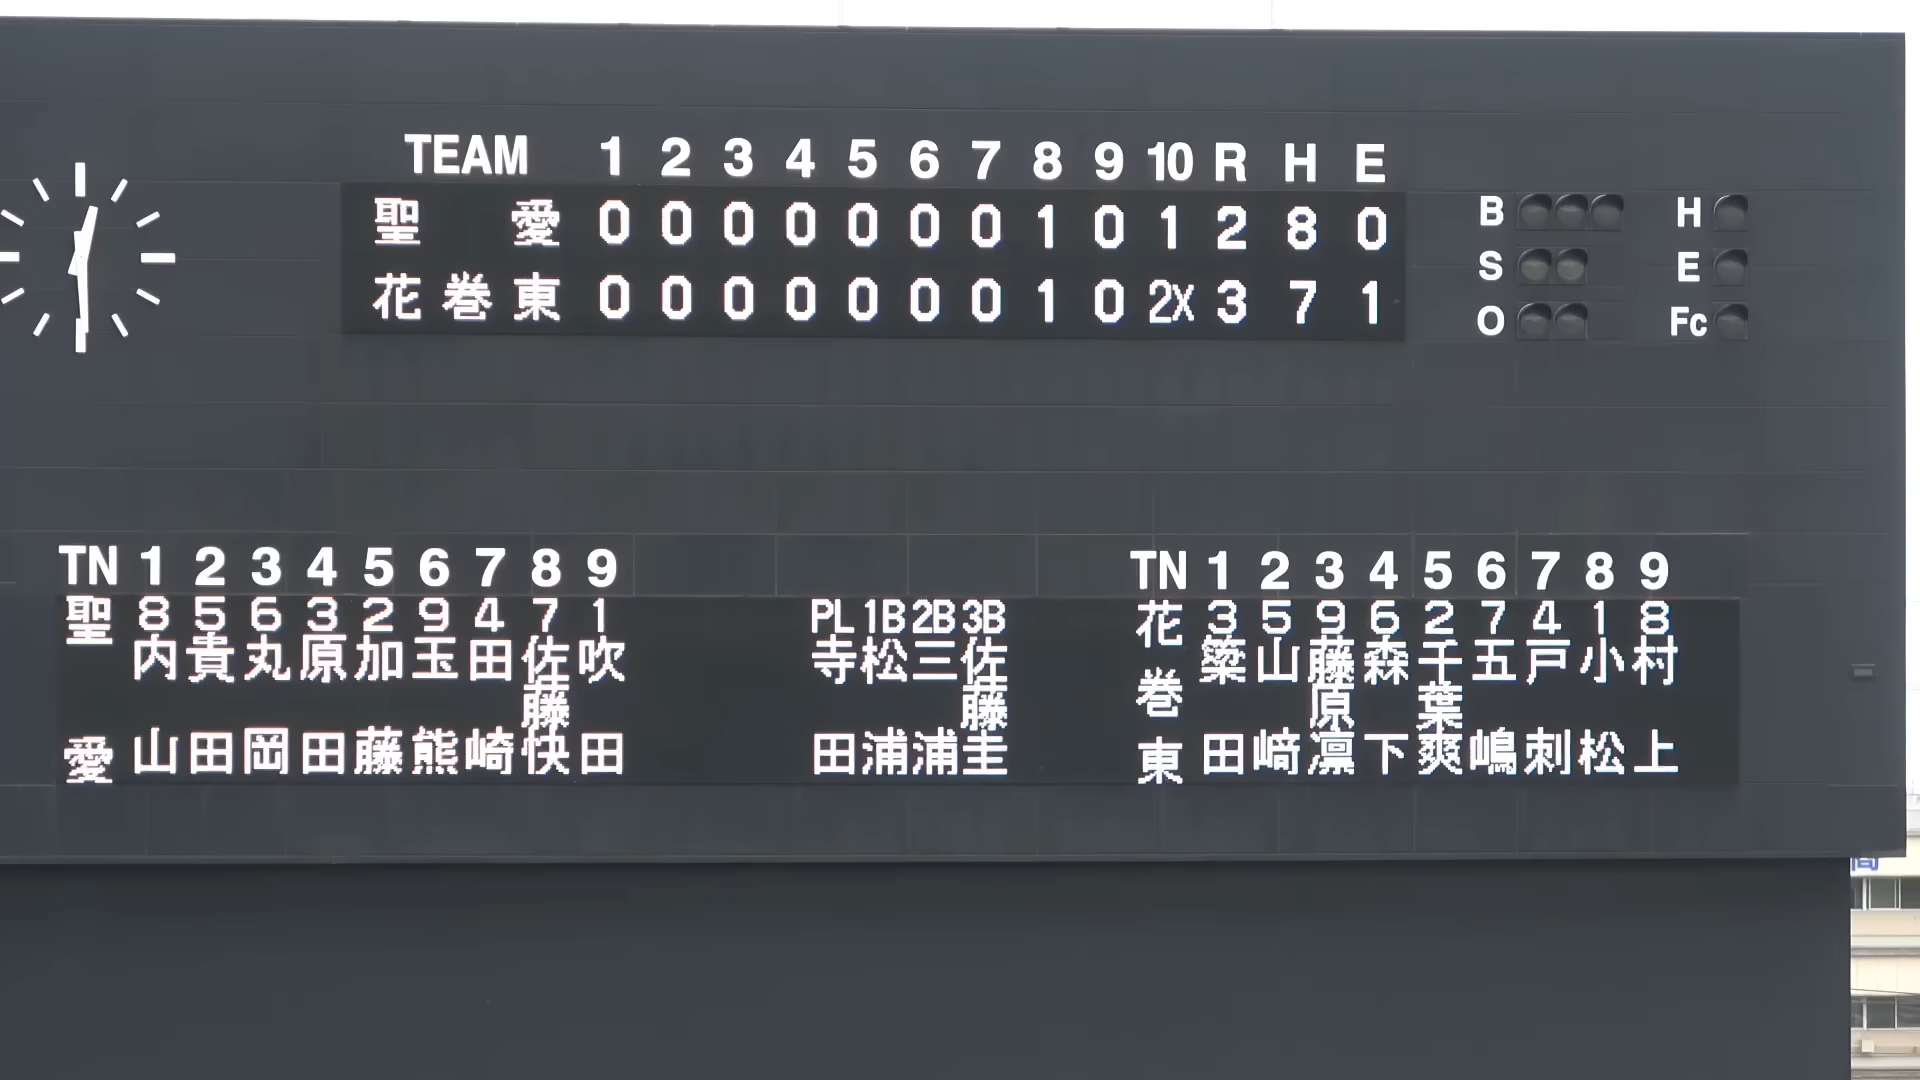 TEAM 1 2 3 4 5 6 7 8 9 10 R H E
聖愛 0 0 0 0 0 0 0 1 0 1 2 8 0
花巻東 0 0 0 0 0 0 0 1 0 2X 3 7 1
B H
S E
O Fc
TN 1 2 3 4 5 6 7 8 9
聖愛
8 5 6 3 2 9 4 7 1
内山 貴田 丸岡 原田 加藤 玉熊 田崎 佐藤快 吹田
PL 1B 2B 3B
寺田 松浦 三浦 佐藤圭
TN 1 2 3 4 5 6 7 8 9
花巻東
3 5 9 6 2 7 4 1 8
簗田 山﨑 藤原凛 森下 千葉爽 五嶋 戸刺 小松 村上